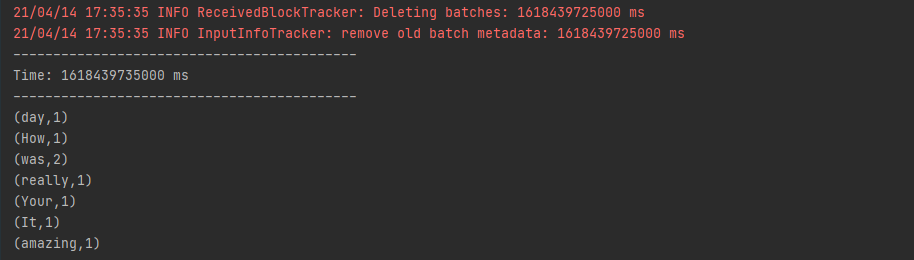 21/04/14 17:35:35 INFO ReceivedBlockTracker: Deleting batches: 1618439725000 ms
21/04/14 17:35:35 INFO InputInfoTracker: remove old batch metadata: 1618439725000 ms
-------------------------------------------
Time: 1618439735000 ms
-------------------------------------------
(day,1)
(How,1)
(was,2)
(really,1)
(Your,1)
(It,1)
(amazing,1)